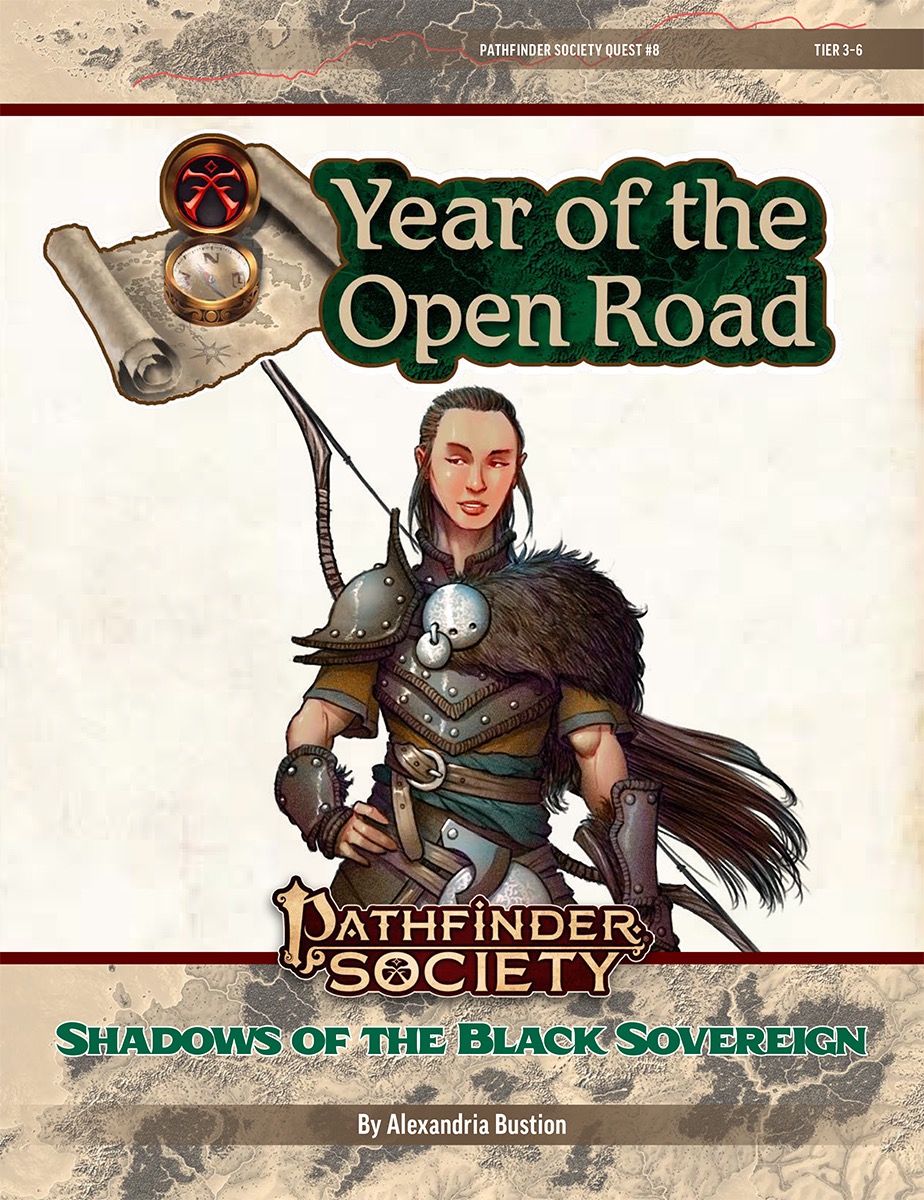 PATHFINDER SOCIETY QUEST #8 TIER 3–6
Year of the
Open Road
N
PATHFINDER
SOCIETY
SHADOWS OF THE BLACK SOVEREIGN
By Alexandria Bustion